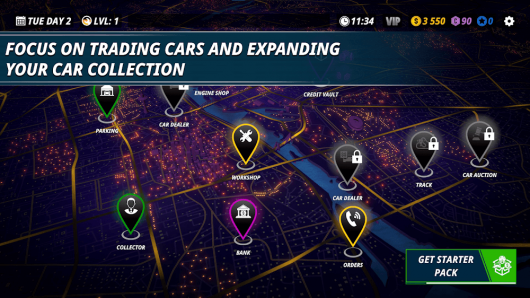 TUE DAY 2
LVL: 1
11:34
VIP
3 550
90
0
FOCUS ON TRADING CARS AND EXPANDING
YOUR CAR COLLECTION
ENGINE SHOP
CREDIT VAULT
PARKING
CAR DEALER
WORKSHOP
CAR DEALER
TRACK
CAR AUCTION
COLLECTOR
BANK
ORDERS
GET STARTER
PACK